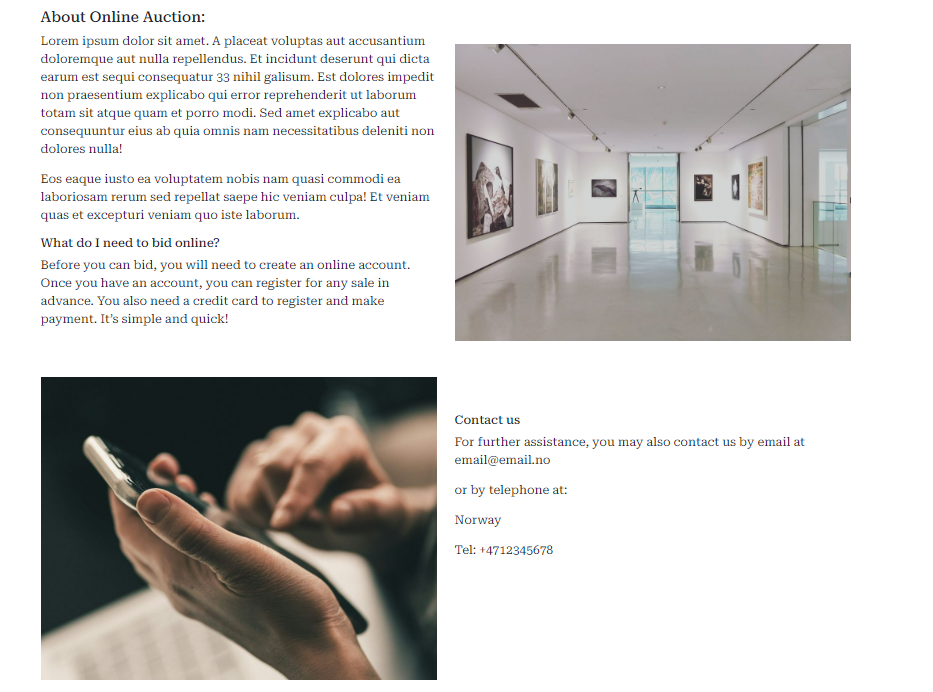 About Online Auction:
Lorem ipsum dolor sit amet. A placeat voluptas aut accusantium
doloremque aut nulla repellendus. Et incidunt deserunt qui dicta
earum est sequi consequatur 33 nihil galisum. Est dolores impedit
non praesentium explicabo qui error reprehenderit ut laborum
totam sit atque quam et porro modi. Sed amet explicabo aut
consequuntur eius ab quia omnis nam necessitatibus deleniti non
dolores nulla!
Eos eaque iusto ea voluptatem nobis nam quasi commodi ea
laboriosam rerum sed repellat saepe hic veniam culpa! Et veniam
quas et excepturi veniam quo iste laborum.
What do I need to bid online?
Before you can bid, you will need to create an online account.
Once you have an account, you can register for any sale in
advance. You also need a credit card to register and make
payment. It's simple and quick!
Contact us
For further assistance, you may also contact us by email at
email@email.no
or by telephone at:
Norway
Tel: +4712345678